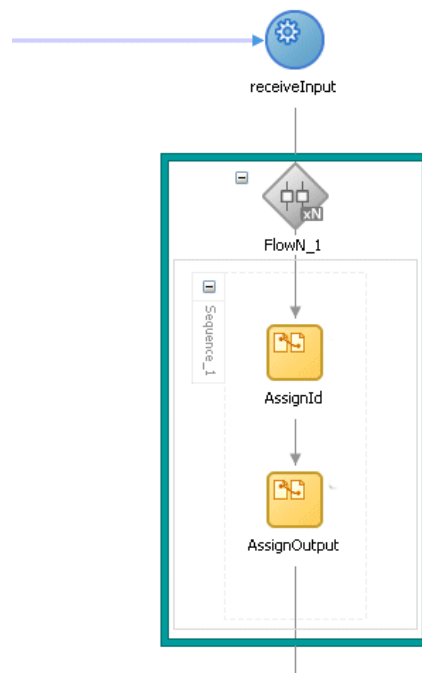 receiveInput
xN
FlowN_1
Sequence_1
AssignId
AssignOutput